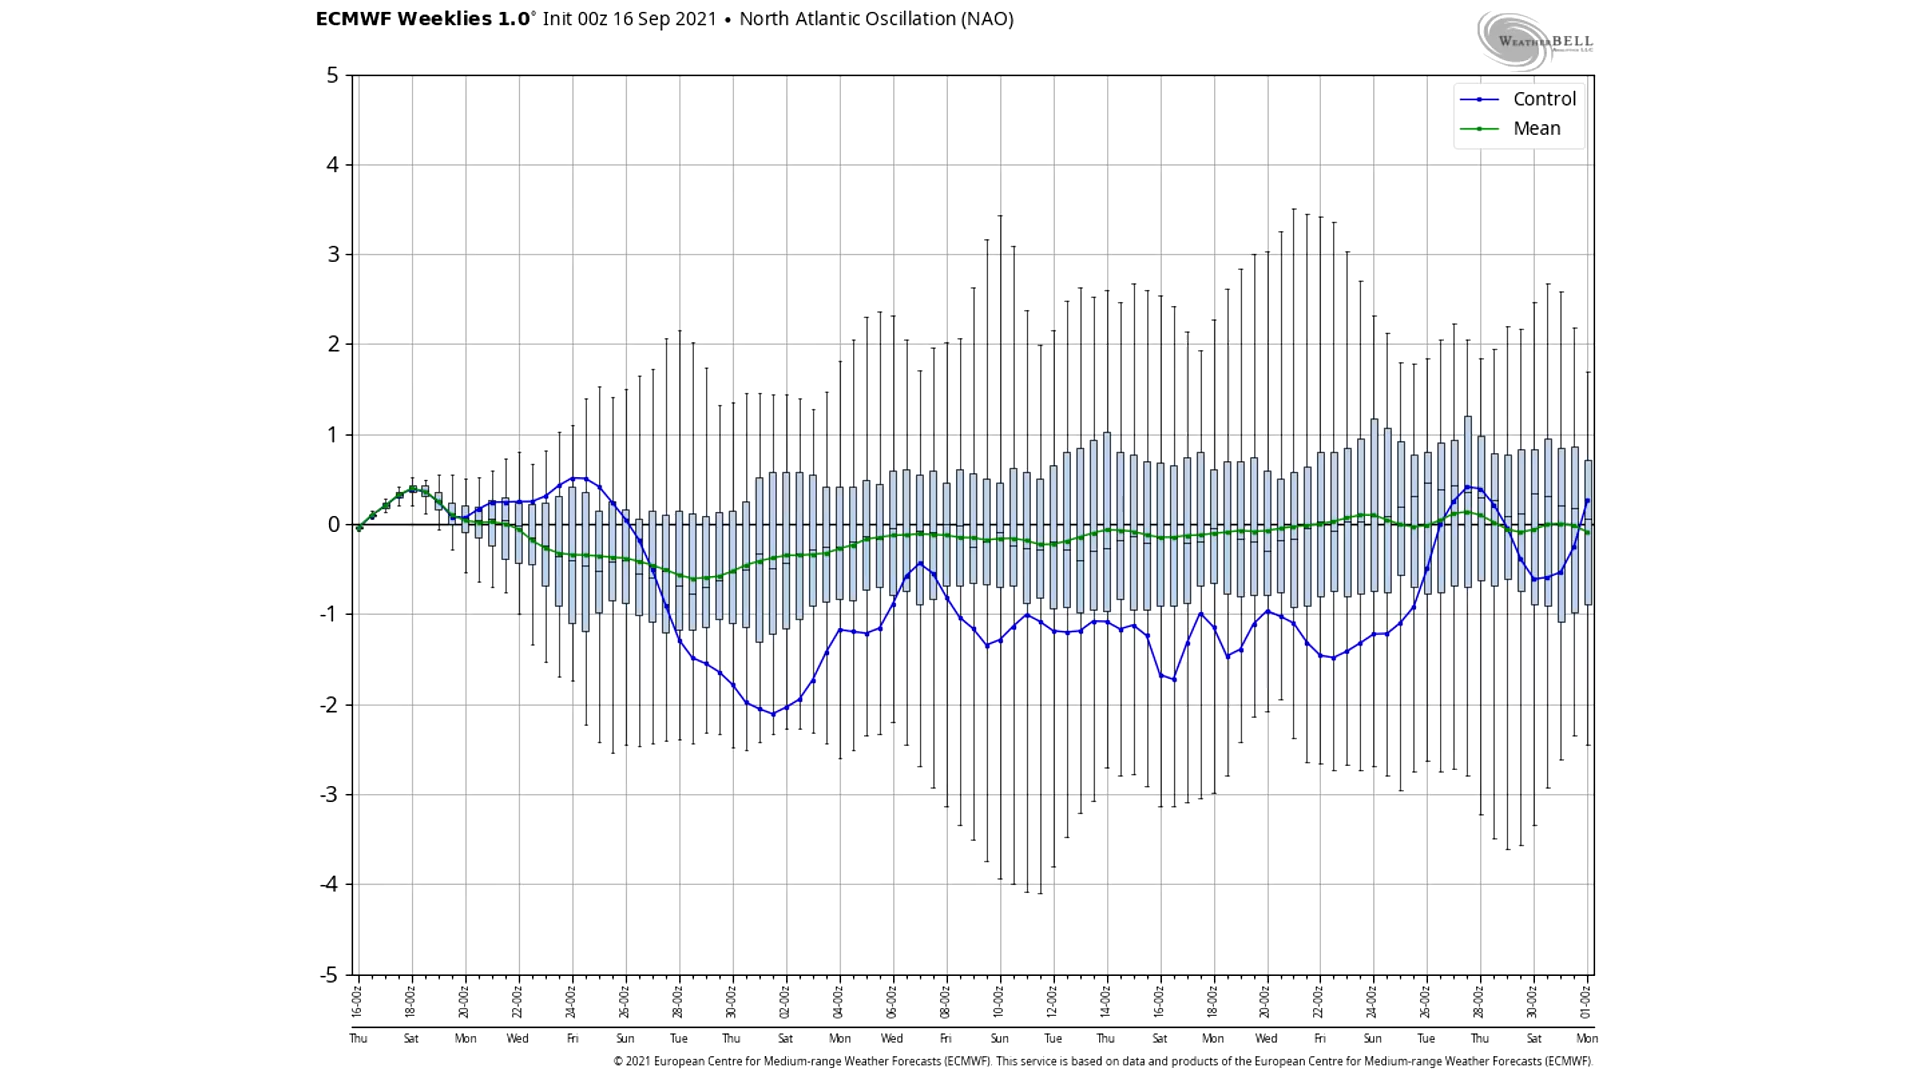 ECMWF Weeklies 1.0° Init 00z 16 Sep 2021 • North Atlantic Oscillation (NAO)
WEATHERBELL
Control
Mean
5
4
3
2
1
0
-1
-2
-3
-4
-5
16-00z 18-00z 20-00z 22-00z 24-00z 26-00z 28-00z 30-00z 02-00z 04-00z 06-00z 08-00z 10-00z 12-00z 14-00z 16-00z 18-00z 20-00z 22-00z 24-00z 26-00z 28-00z 30-00z 01-00z
Thu Sat Mon Wed Fri Sun Tue Thu Sat Mon Wed Fri Sun Tue Thu Sat Mon Wed Fri Sun Tue Thu Sat Mon
© 2021 European Centre for Medium-range Weather Forecasts (ECMWF). This service is based on data and products of the European Centre for Medium-range Weather Forecasts (ECMWF).